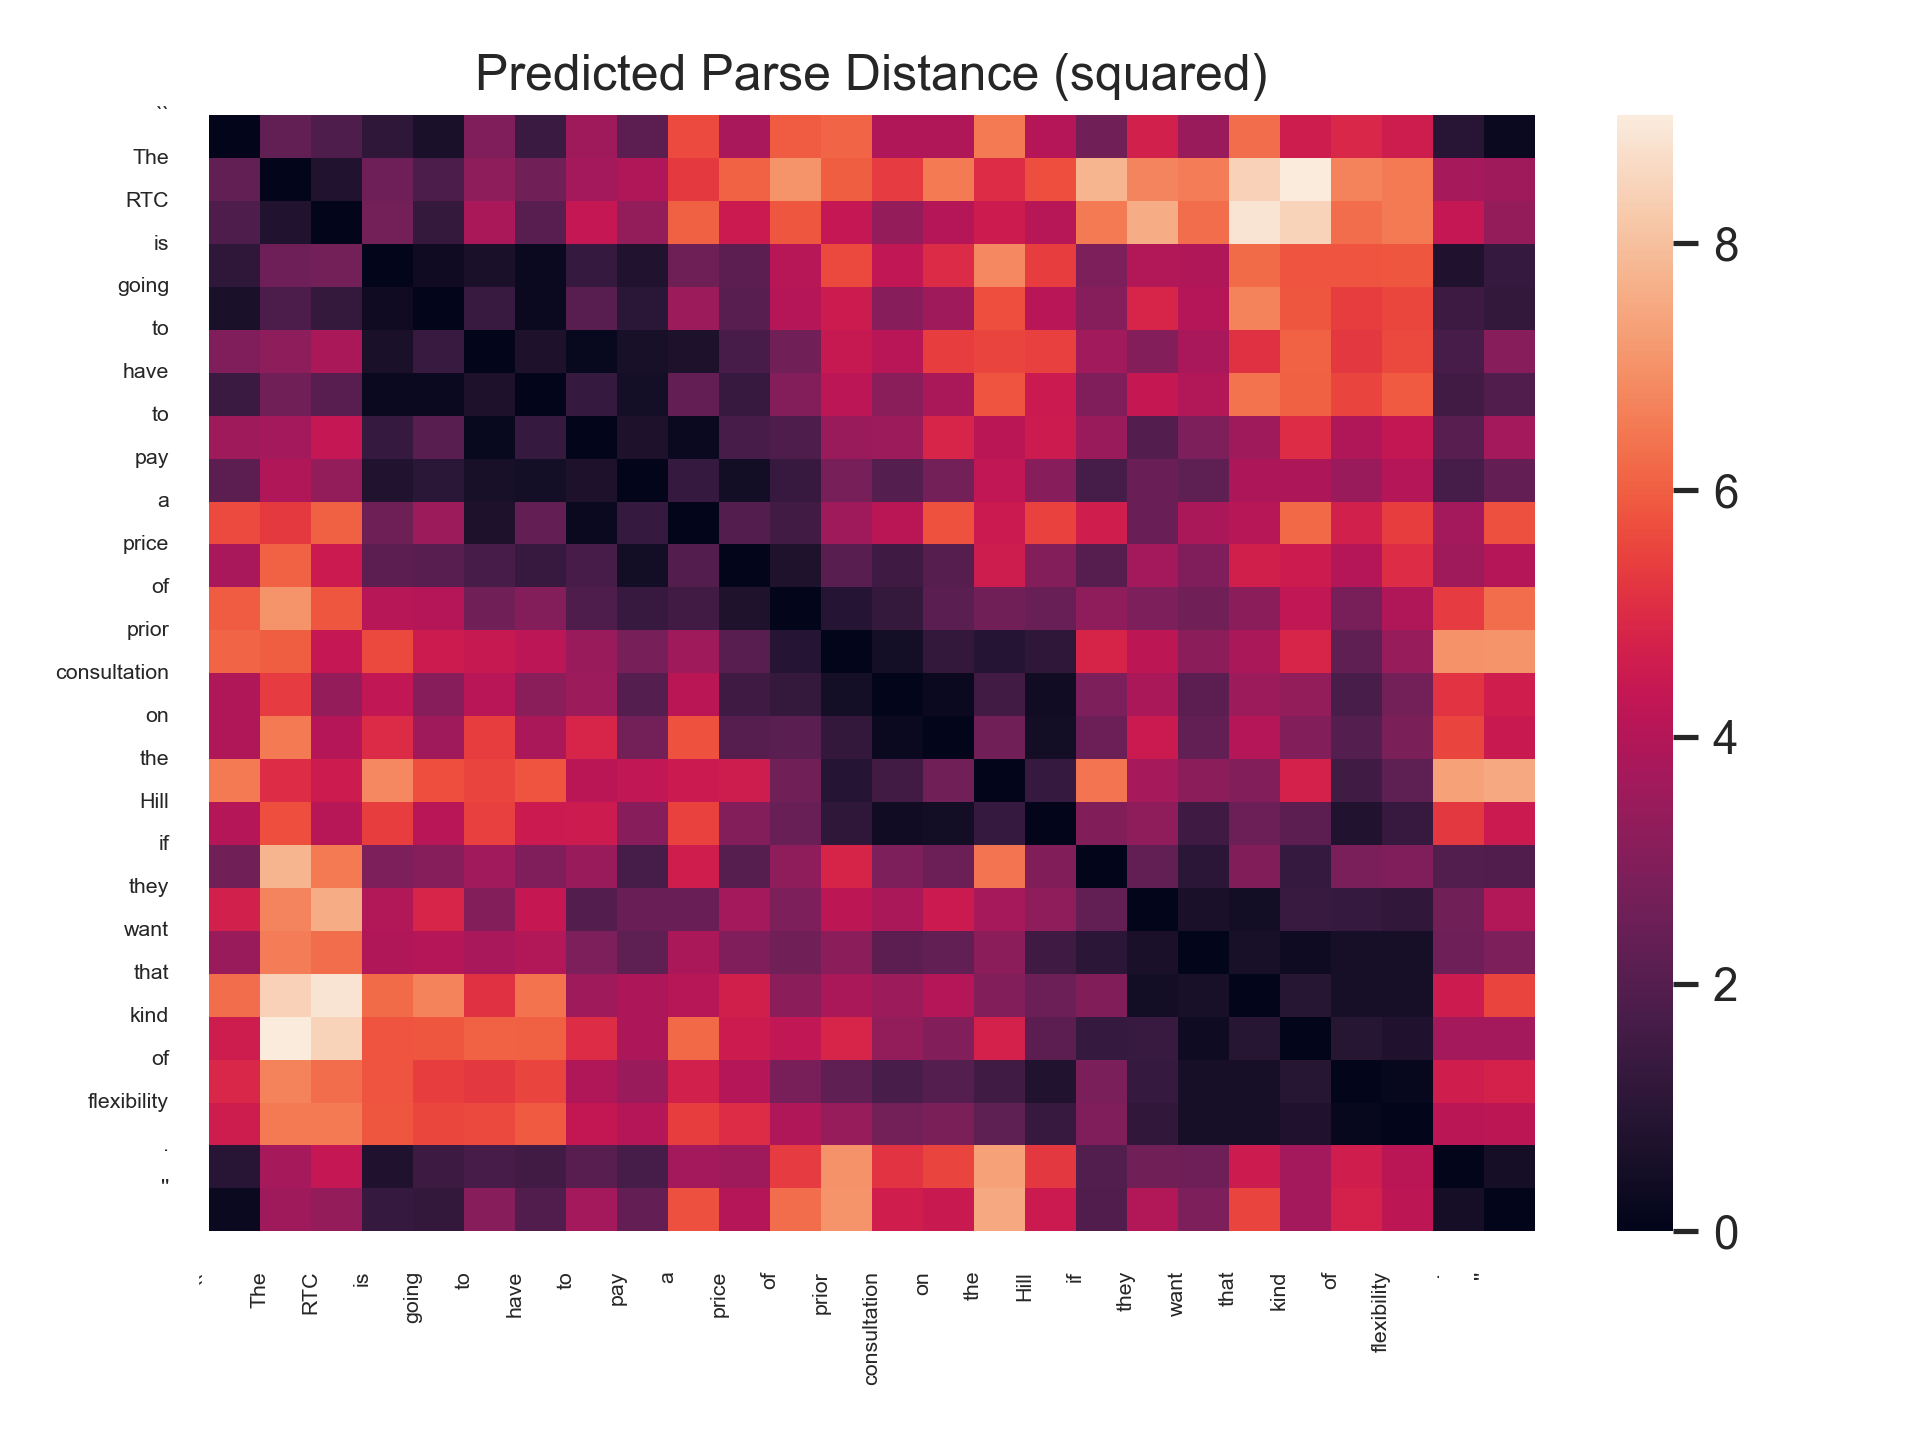 Predicted Parse Distance (squared)
``
The
RTC
is
going
to
have
to
pay
a
price
of
prior
consultation
on
the
Hill
if
they
want
that
kind
of
flexibility
.
''
8
6
4
2
0
``
The
RTC
is
going
to
have
to
pay
a
price
of
prior
consultation
on
the
Hill
if
they
want
that
kind
of
flexibility
.
''